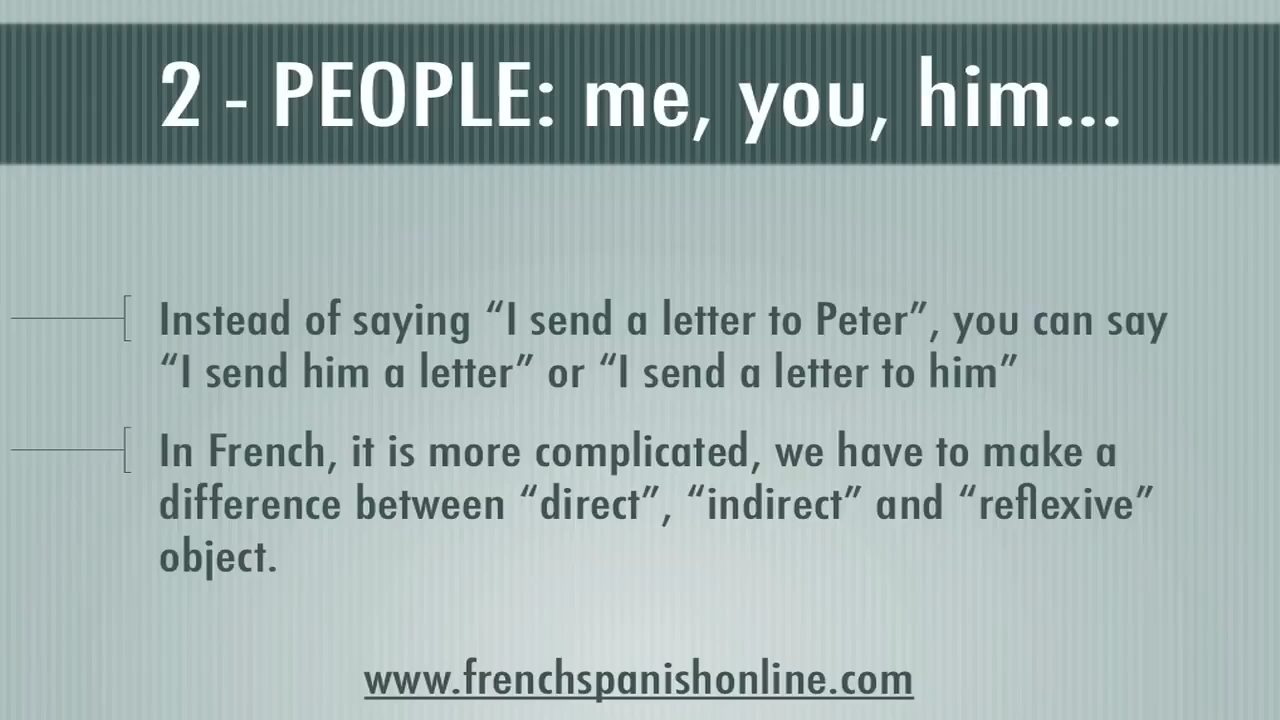 2 - PEOPLE: me, you, him...
Instead of saying “I send a letter to Peter”, you can say
“I send him a letter” or “I send a letter to him”
In French, it is more complicated, we have to make a
difference between “direct”, “indirect” and “reflexive”
object.
www.frenchspanishonline.com